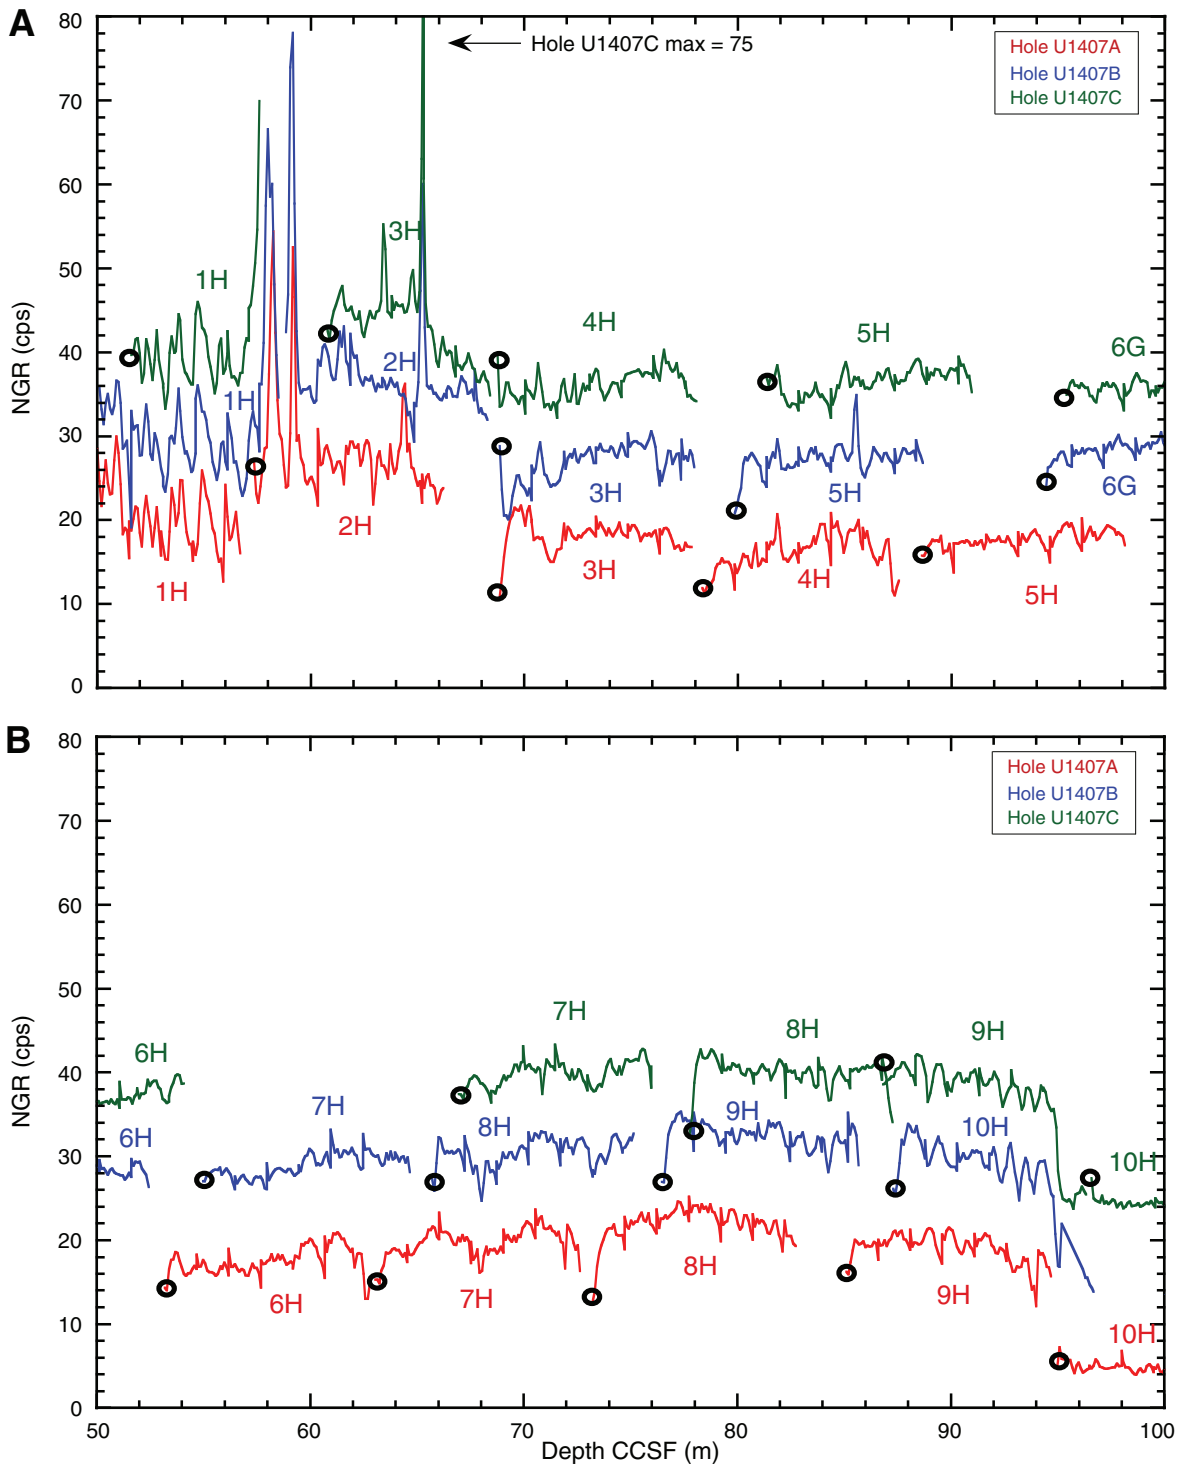 A
80
Hole U1407C max = 75
Hole U1407A
Hole U1407B
Hole U1407C
70
60
3H
1H
50
4H
5H
6G
40
2H
1H
NGR (cps)
30
3H
5H
6G
2H
20
3H
4H
5H
1H
10
0
B
80
Hole U1407A
Hole U1407B
Hole U1407C
70
60
50
7H
8H
9H
6H
40
NGR (cps)
7H
6H
8H
9H
10H
30
10H
20
8H
6H
7H
9H
10
10H
0
50 60 70 80 90 100
Depth CCSF (m)